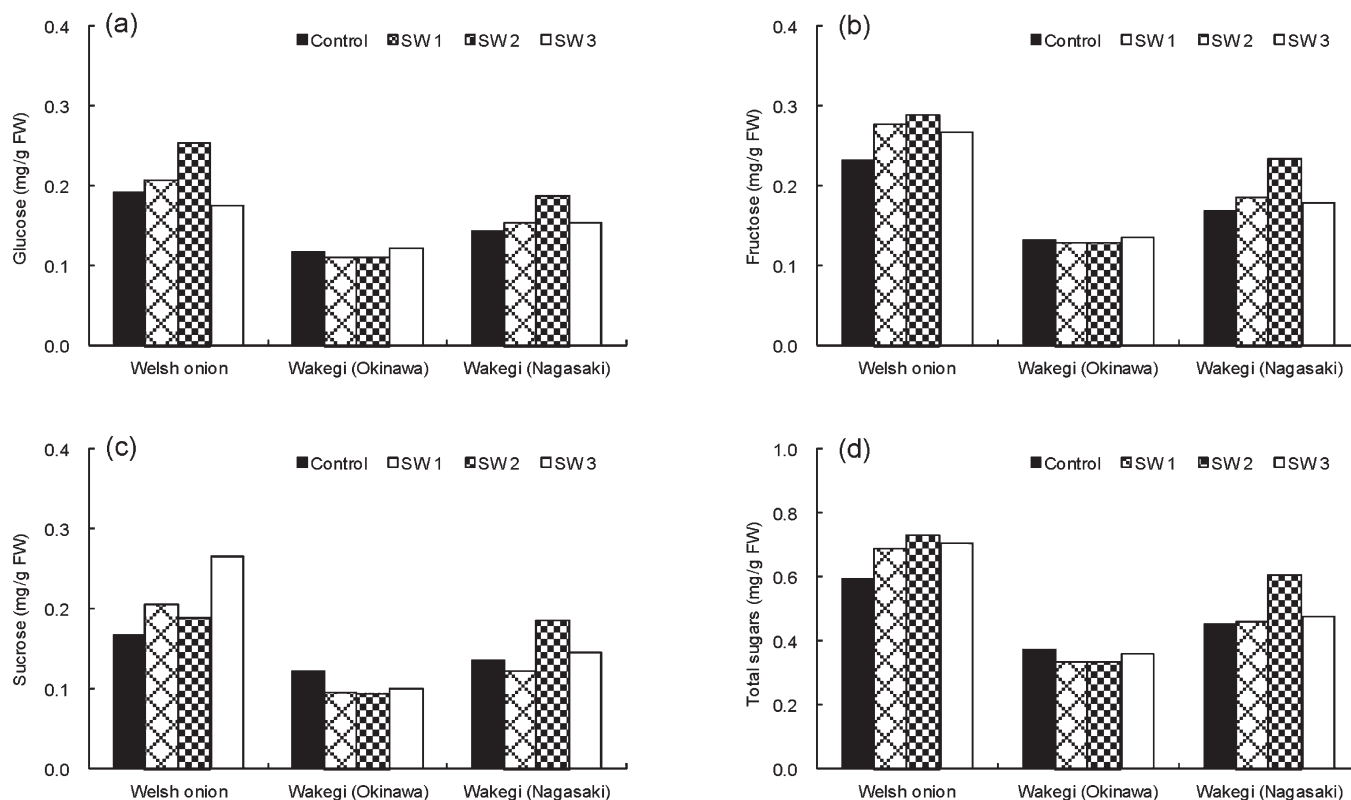 (a)
Control SW 1 SW 2 SW 3
Glucose (mg/g FW)
0.4
0.3
0.2
0.1
0.0
Welsh onion Wakegi (Okinawa) Wakegi (Nagasaki)
(b)
Control SW 1 SW 2 SW 3
Fructose (mg/g FW)
0.4
0.3
0.2
0.1
0.0
Welsh onion Wakegi (Okinawa) Wakegi (Nagasaki)
(c)
Control SW 1 SW 2 SW 3
Sucrose (mg/g FW)
0.4
0.3
0.2
0.1
0.0
Welsh onion Wakegi (Okinawa) Wakegi (Nagasaki)
(d)
Control SW 1 SW 2 SW 3
Total sugars (mg/g FW)
1.0
0.8
0.6
0.4
0.2
0.0
Welsh onion Wakegi (Okinawa) Wakegi (Nagasaki)